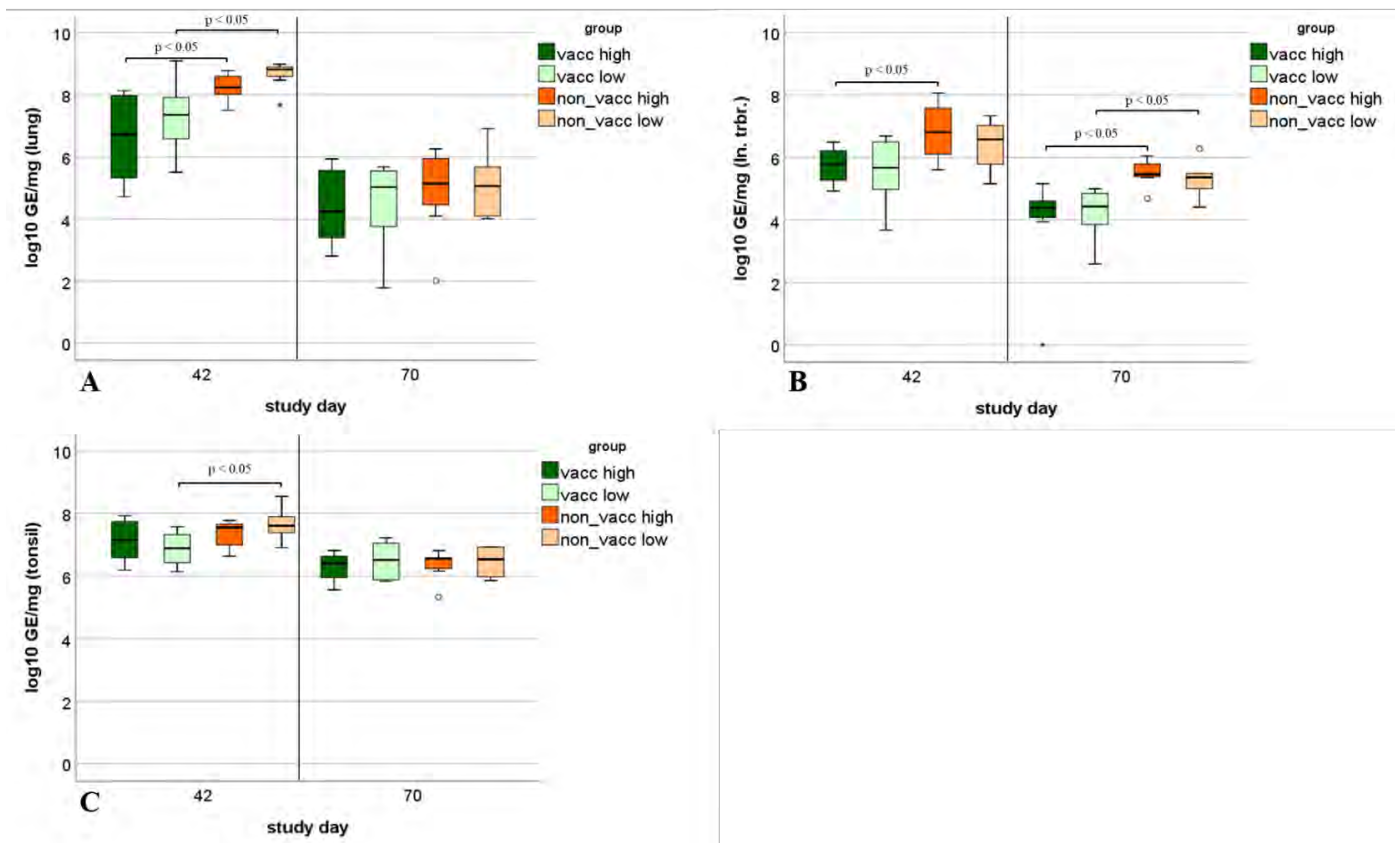 group
vacc high
vacc low
non_vacc high
non_vacc low
p < 0.05
p < 0.05
10
8
6
4
2
0
log10 GE/mg (lung)
42
70
A
study day
group
vacc high
vacc low
non_vacc high
non_vacc low
p < 0.05
p < 0.05
p < 0.05
10
8
6
4
2
0
log10 GE/mg (ln. trbr.)
42
70
B
study day
group
vacc high
vacc low
non_vacc high
non_vacc low
p < 0.05
10
8
6
4
2
0
log10 GE/mg (tonsil)
42
70
C
study day